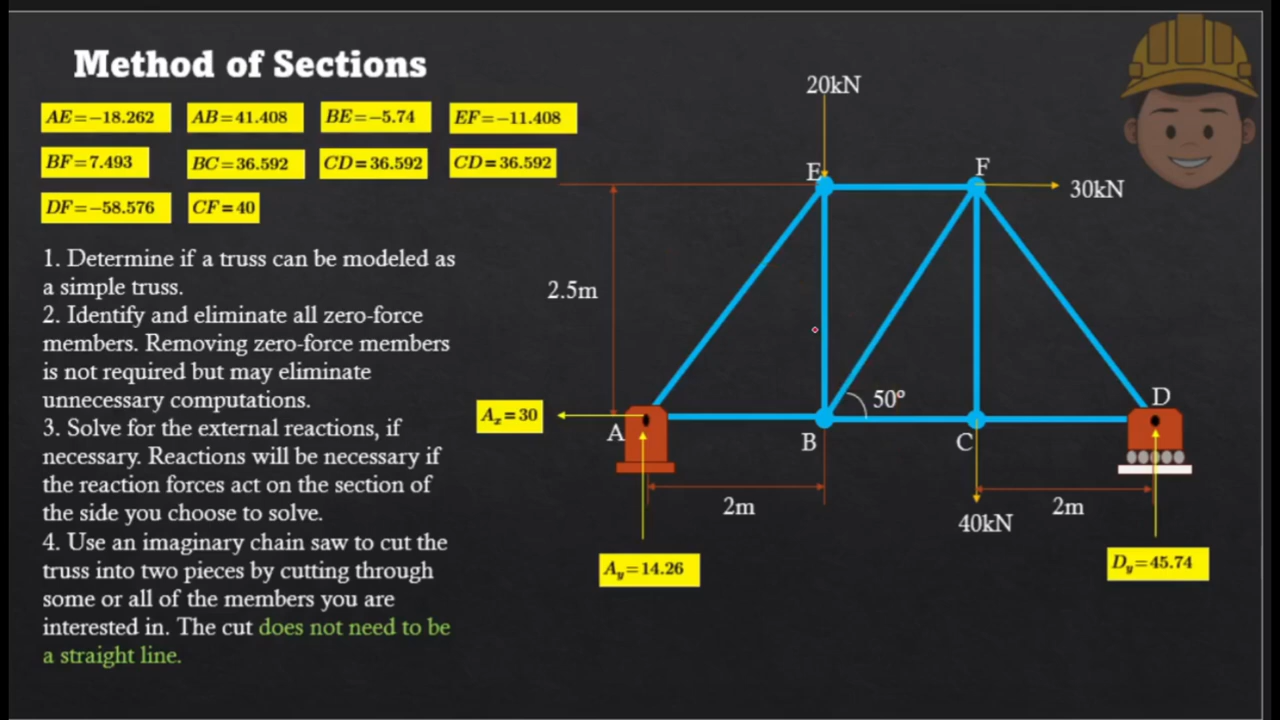 Method of Sections
AE=−18.262
AB=41.408
BE=−5.74
EF=−11.408
BF=7.493
BC=36.592
CD=36.592
CD=36.592
DF=−58.576
CF=40
1. Determine if a truss can be modeled as
a simple truss.
2. Identify and eliminate all zero-force
members. Removing zero-force members
is not required but may eliminate
unnecessary computations.
3. Solve for the external reactions, if
necessary. Reactions will be necessary if
the reaction forces act on the section of
the side you choose to solve.
4. Use an imaginary chain saw to cut the
truss into two pieces by cutting through
some or all of the members you are
interested in. The cut does not need to be
a straight line.
20kN
E
F
30kN
2.5m
50°
D
Ax=30
A
B
C
2m
2m
40kN
Ay=14.26
Dy=45.74